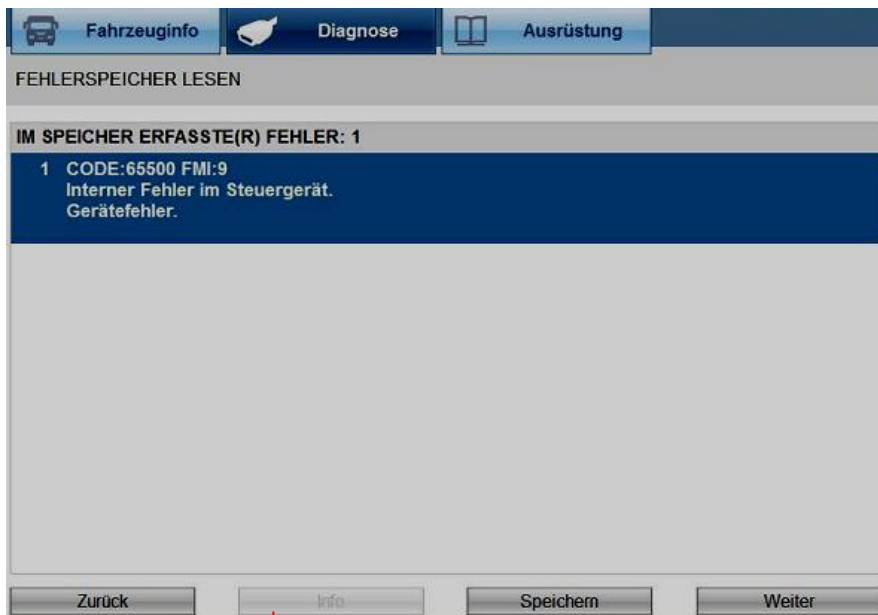 Fahrzeuginfo Diagnose Ausrüstung
FEHLERSPEICHER LESEN
IM SPEICHER ERFASSTE(R) FEHLER: 1
1 CODE:65500 FMI:9
Interner Fehler im Steuergerät.
Gerätefehler.
Zurück Info Speichern Weiter